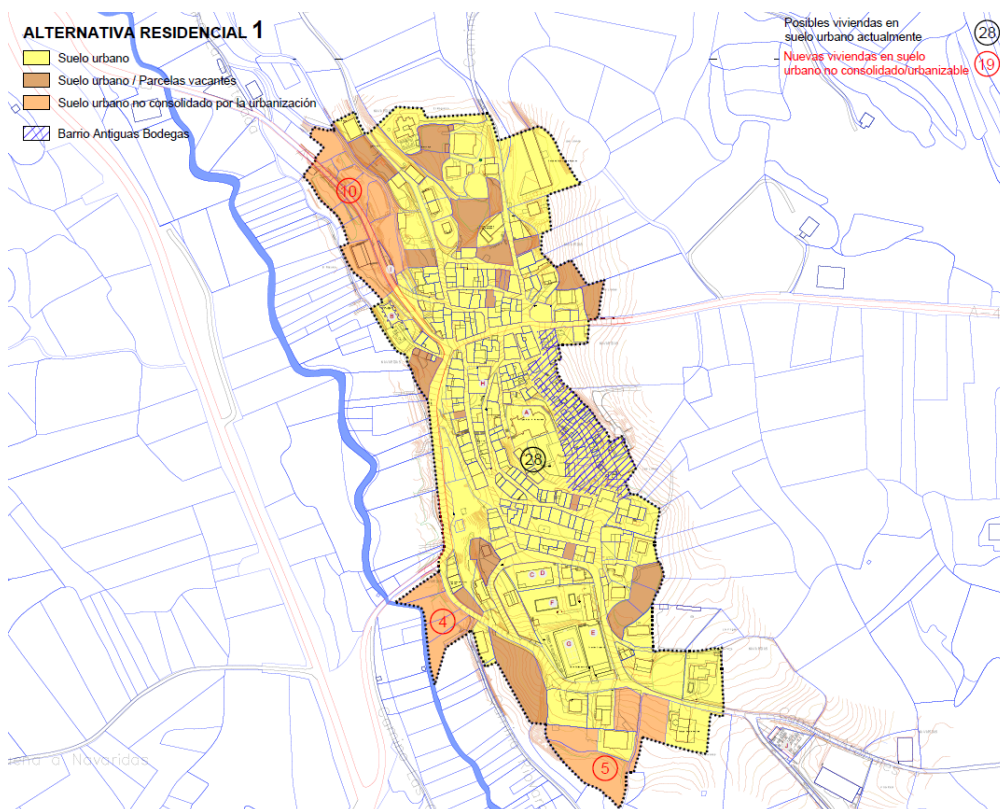 ALTERNATIVA RESIDENCIAL 1
Suelo urbano
Suelo urbano / Parcelas vacantes
Suelo urbano no consolidado por la urbanización
Barrio Antiguas Bodegas
Posibles viviendas en
suelo urbano actualmente
28
Nuevas viviendas en suelo
urbano no consolidado/urbanizable
19
10
H
A
28
C D
F
E
G
4
5
a Navaridas